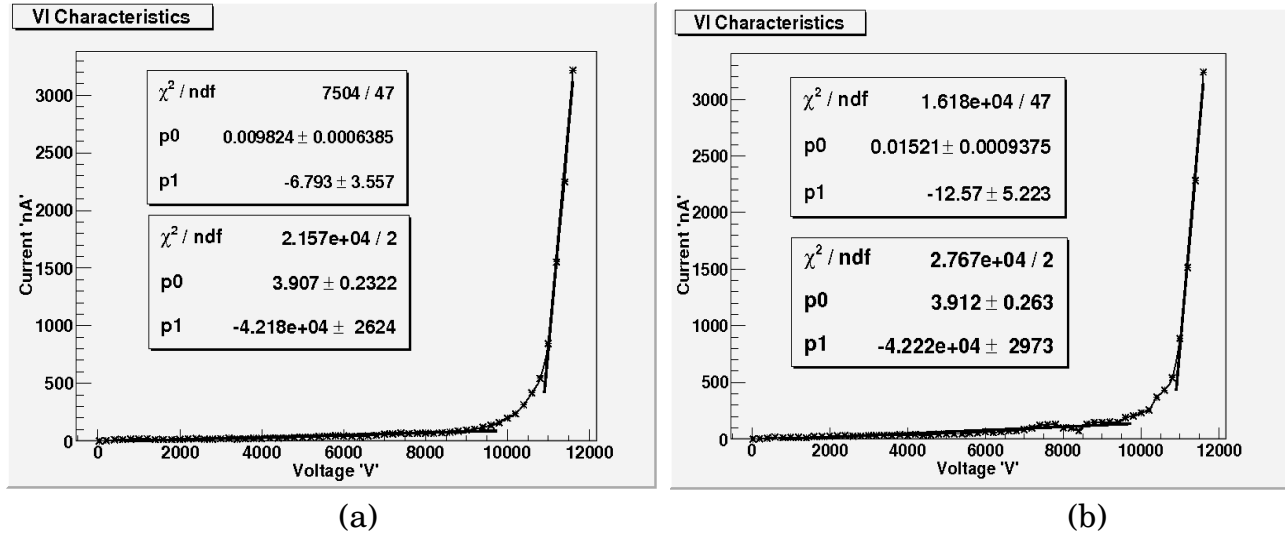 VI Characteristics
3000
2500
2000
1500
1000
500
0
Current 'nA'
χ² / ndf 7504 / 47
p0 0.009824 ± 0.0006385
p1 -6.793 ± 3.557
χ² / ndf 2.157e+04 / 2
p0 3.907 ± 0.2322
p1 -4.218e+04 ± 2624
0 2000 4000 6000 8000 10000 12000
Voltage 'V'
(a)
VI Characteristics
3000
2500
2000
1500
1000
500
0
Current 'nA'
χ² / ndf 1.618e+04 / 47
p0 0.01521 ± 0.0009375
p1 -12.57 ± 5.223
χ² / ndf 2.767e+04 / 2
p0 3.912 ± 0.263
p1 -4.222e+04 ± 2973
0 2000 4000 6000 8000 10000 12000
Voltage 'V'
(b)